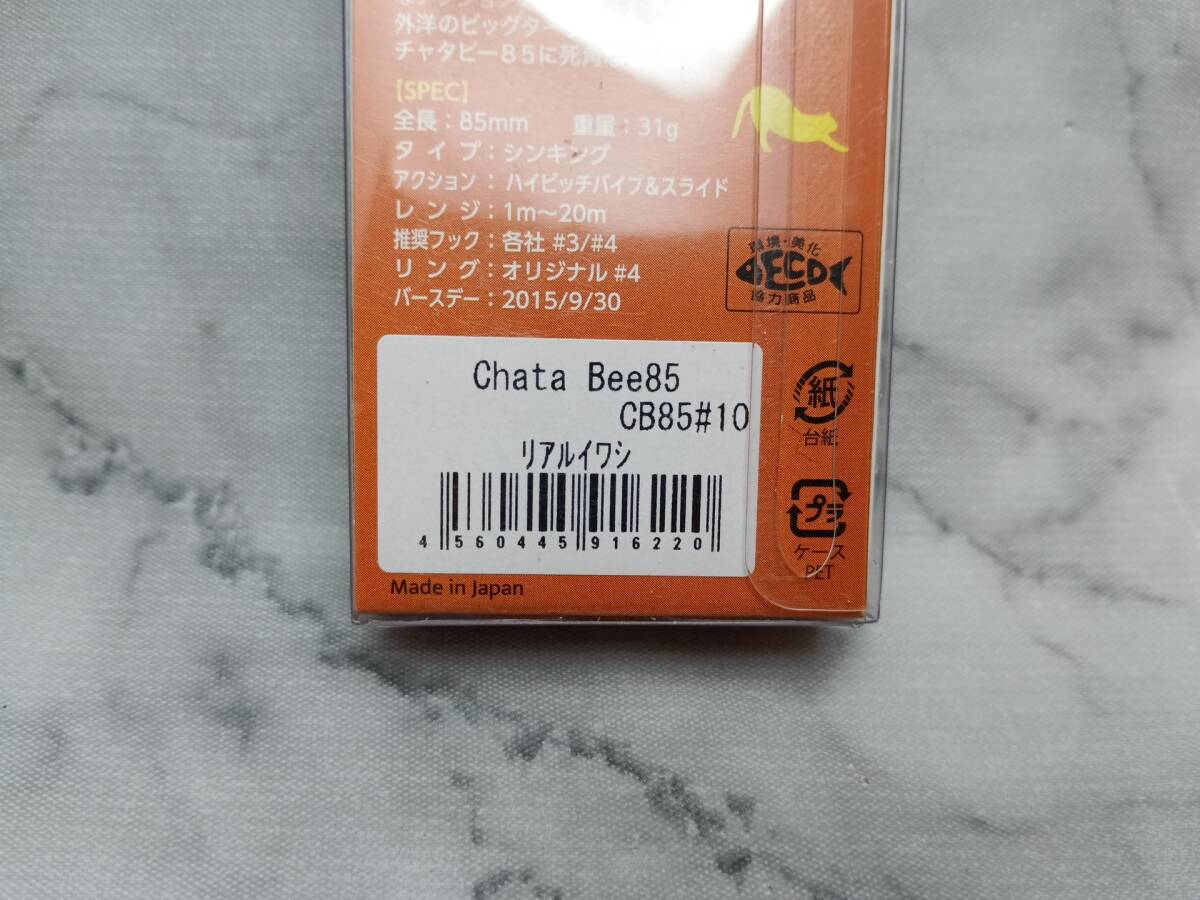 外洋のビッグター
チャタビー85に死角
[SPEC]
全長：85mm 重量：31g
タイプ：シンキング
アクション：ハイピッチバイブ&スライド
レンジ：1m～20m
推奨フック：各社 #3/#4
リング：オリジナル #4
バースデー：2015/9/30
環境・美化
ECO
協力商品
Chata Bee85
CB85#10
リアルイワシ
4 560445 916220
紙
台紙
プラ
ケース
PET
Made in Japan